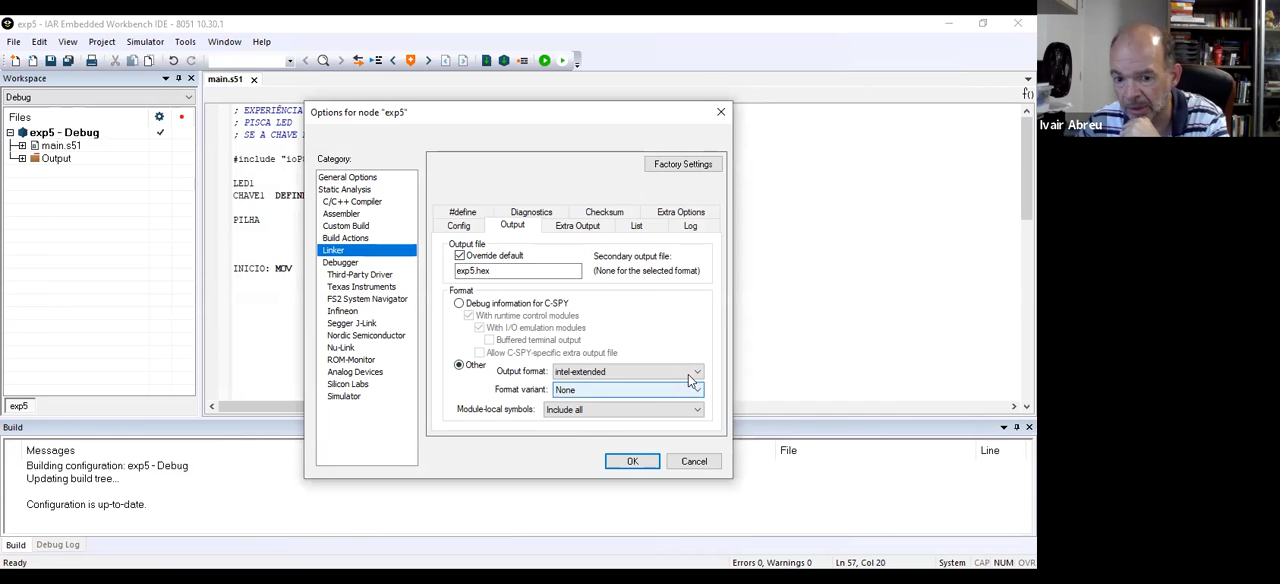 exp5 - IAR Embedded Workbench IDE - 8051 10.30.1
File Edit View Project Simulator Tools Window Help
Workspace
main.s51
Debug
Files
exp5 - Debug
main.s51
Output
exp5
; EXPERIÊNCIA
; PISCA LED
; SE A CHAVE
LED1
CHAVE1 DEFIN
PILHA
INICIO: MOV
Options for node "exp5"
Category:
General Options
Static Analysis
C/C++ Compiler
Assembler
Custom Build
Build Actions
Linker
Debugger
Third-Party Driver
Texas Instruments
FS2 System Navigator
Infineon
Segger J-Link
Nordic Semiconductor
Nu-Link
ROM-Monitor
Analog Devices
Silicon Labs
Simulator
Factory Settings
#define Diagnostics Checksum Extra Options
Config Output Extra Output List Log
Output file
Override default
exp5.hex
Secondary output file:
(None for the selected format)
Format
Debug information for C-SPY
With runtime control modules
With I/O emulation modules
Buffered terminal output
Allow C-SPY-specific extra output file
Other
Output format: intel-extended
Format variant: None
Module-local symbols: Include all
OK Cancel
Build
Messages File Line
Building configuration: exp5 - Debug
Updating build tree...
Configuration is up-to-date.
Build Debug Log
Ready Errors 0, Warnings 0 Ln 57, Col 20 System CAP NUM OVR
Ivair Abreu